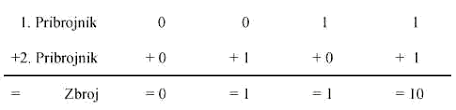 1. Pribrojnik 0 0 1 1
+2. Pribrojnik + 0 + 1 + 0 + 1
= Zbroj = 0 = 1 = 1 = 10